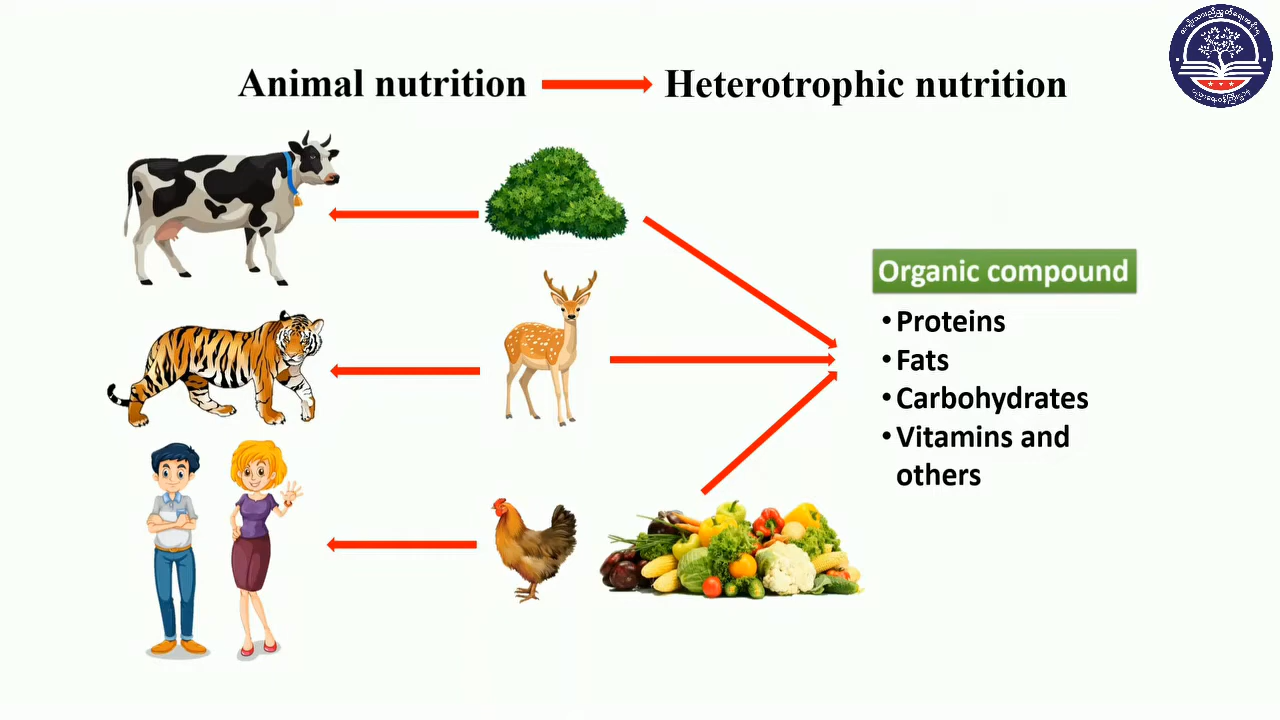 Animal nutrition
Heterotrophic nutrition
Organic compound
• Proteins
• Fats
• Carbohydrates
• Vitamins and
others